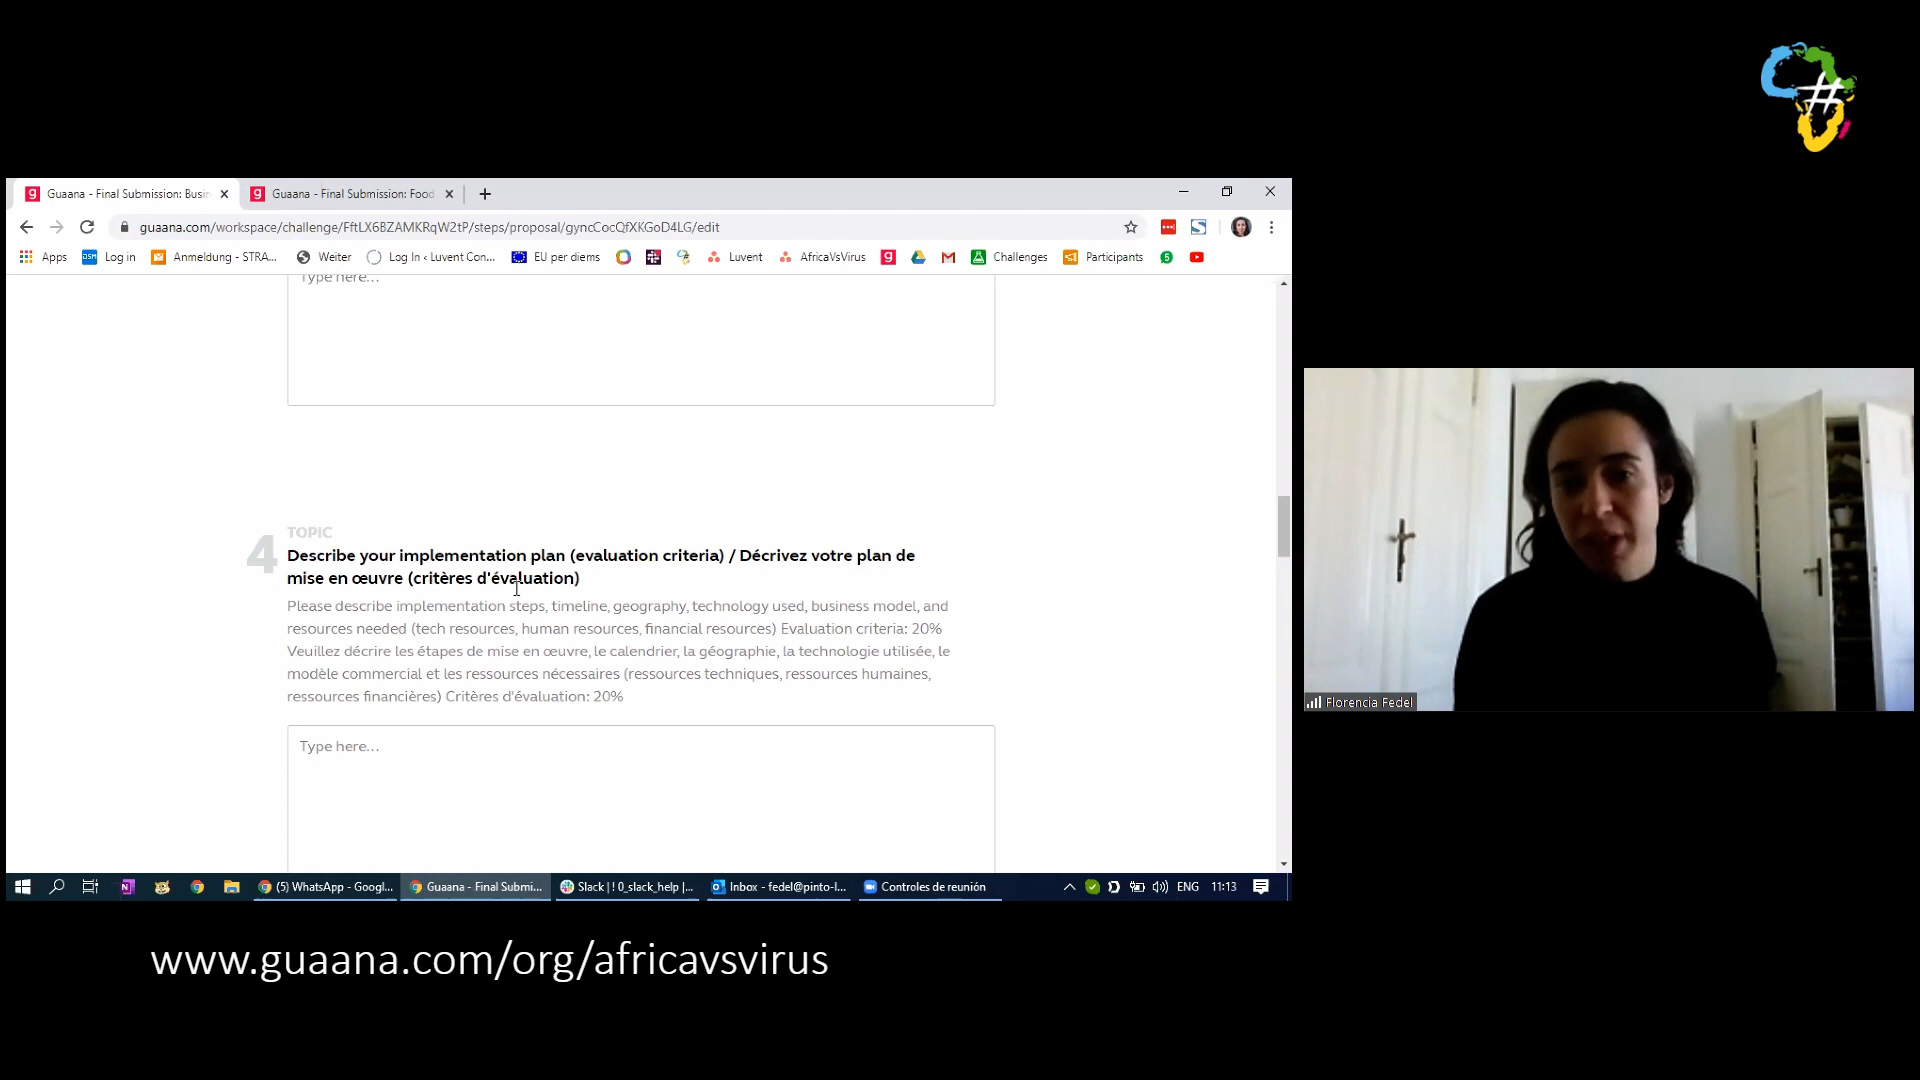 #
Guaana - Final Submission: Busin
Guaana - Final Submission: Food
guaana.com/workspace/challenge/FftLX6BZAMKRqW2tP/steps/proposal/gyncCocQfXKGoD4LG/edit
Apps
Log in
Anmeldung - STRA...
Weiter
Log In ‹ Luvent Con...
EU per diems
Luvent
AfricaVsVirus
Challenges
Participants
Type here...
4
TOPIC
Describe your implementation plan (evaluation criteria) / Décrivez votre plan de
mise en œuvre (critères d'évaluation)
Please describe implementation steps, timeline, geography, technology used, business model, and
resources needed (tech resources, human resources, financial resources) Evaluation criteria: 20%
Veuillez décrire les étapes de mise en œuvre, le calendrier, la géographie, la technologie utilisée, le
modèle commercial et les ressources nécessaires (ressources techniques, ressources humaines,
ressources financières) Critères d'évaluation: 20%
Type here...
Florencia Fedel
(5) WhatsApp - Googl...
Guaana - Final Submi...
Slack | ! 0_slack_help |...
Inbox - fedel@pinto-l...
Controles de reunión
ENG
11:13
www.guaana.com/org/africavsvirus